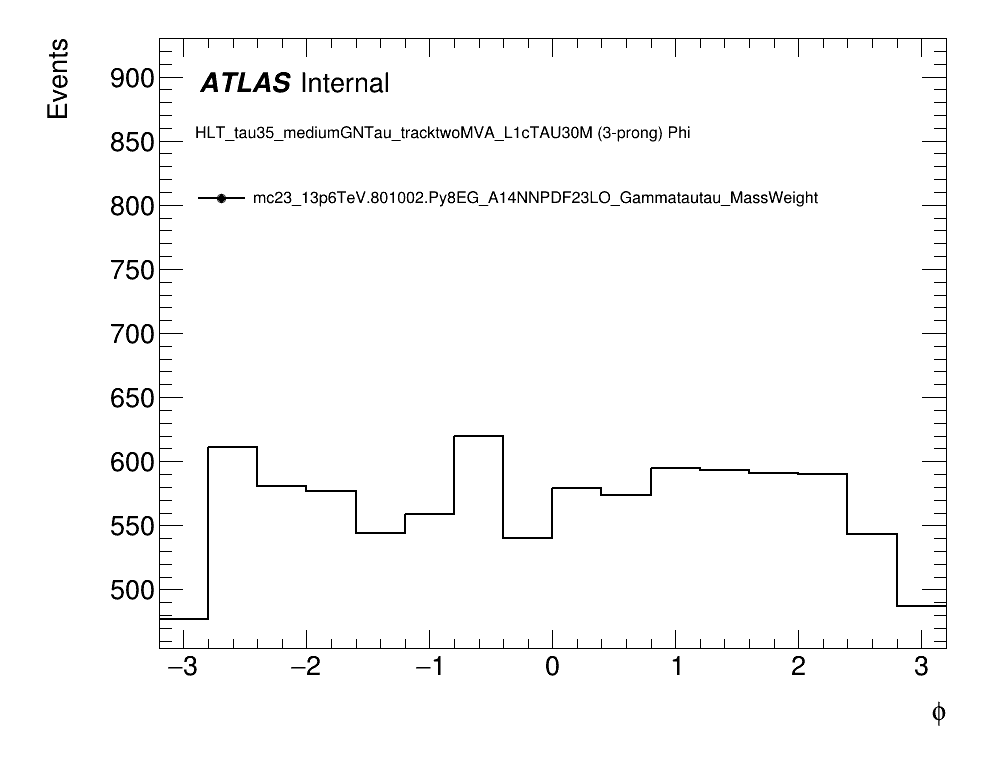 Events
900
ATLAS Internal
850
HLT_tau35_mediumGNTau_tracktwoMVA_L1cTAU30M (3-prong) Phi
800
mc23_13p6TeV.801002.Py8EG_A14NNPDF23LO_Gammatautau_MassWeight
750
700
650
600
550
500
−3 −2 −1 0 1 2 3
ϕ